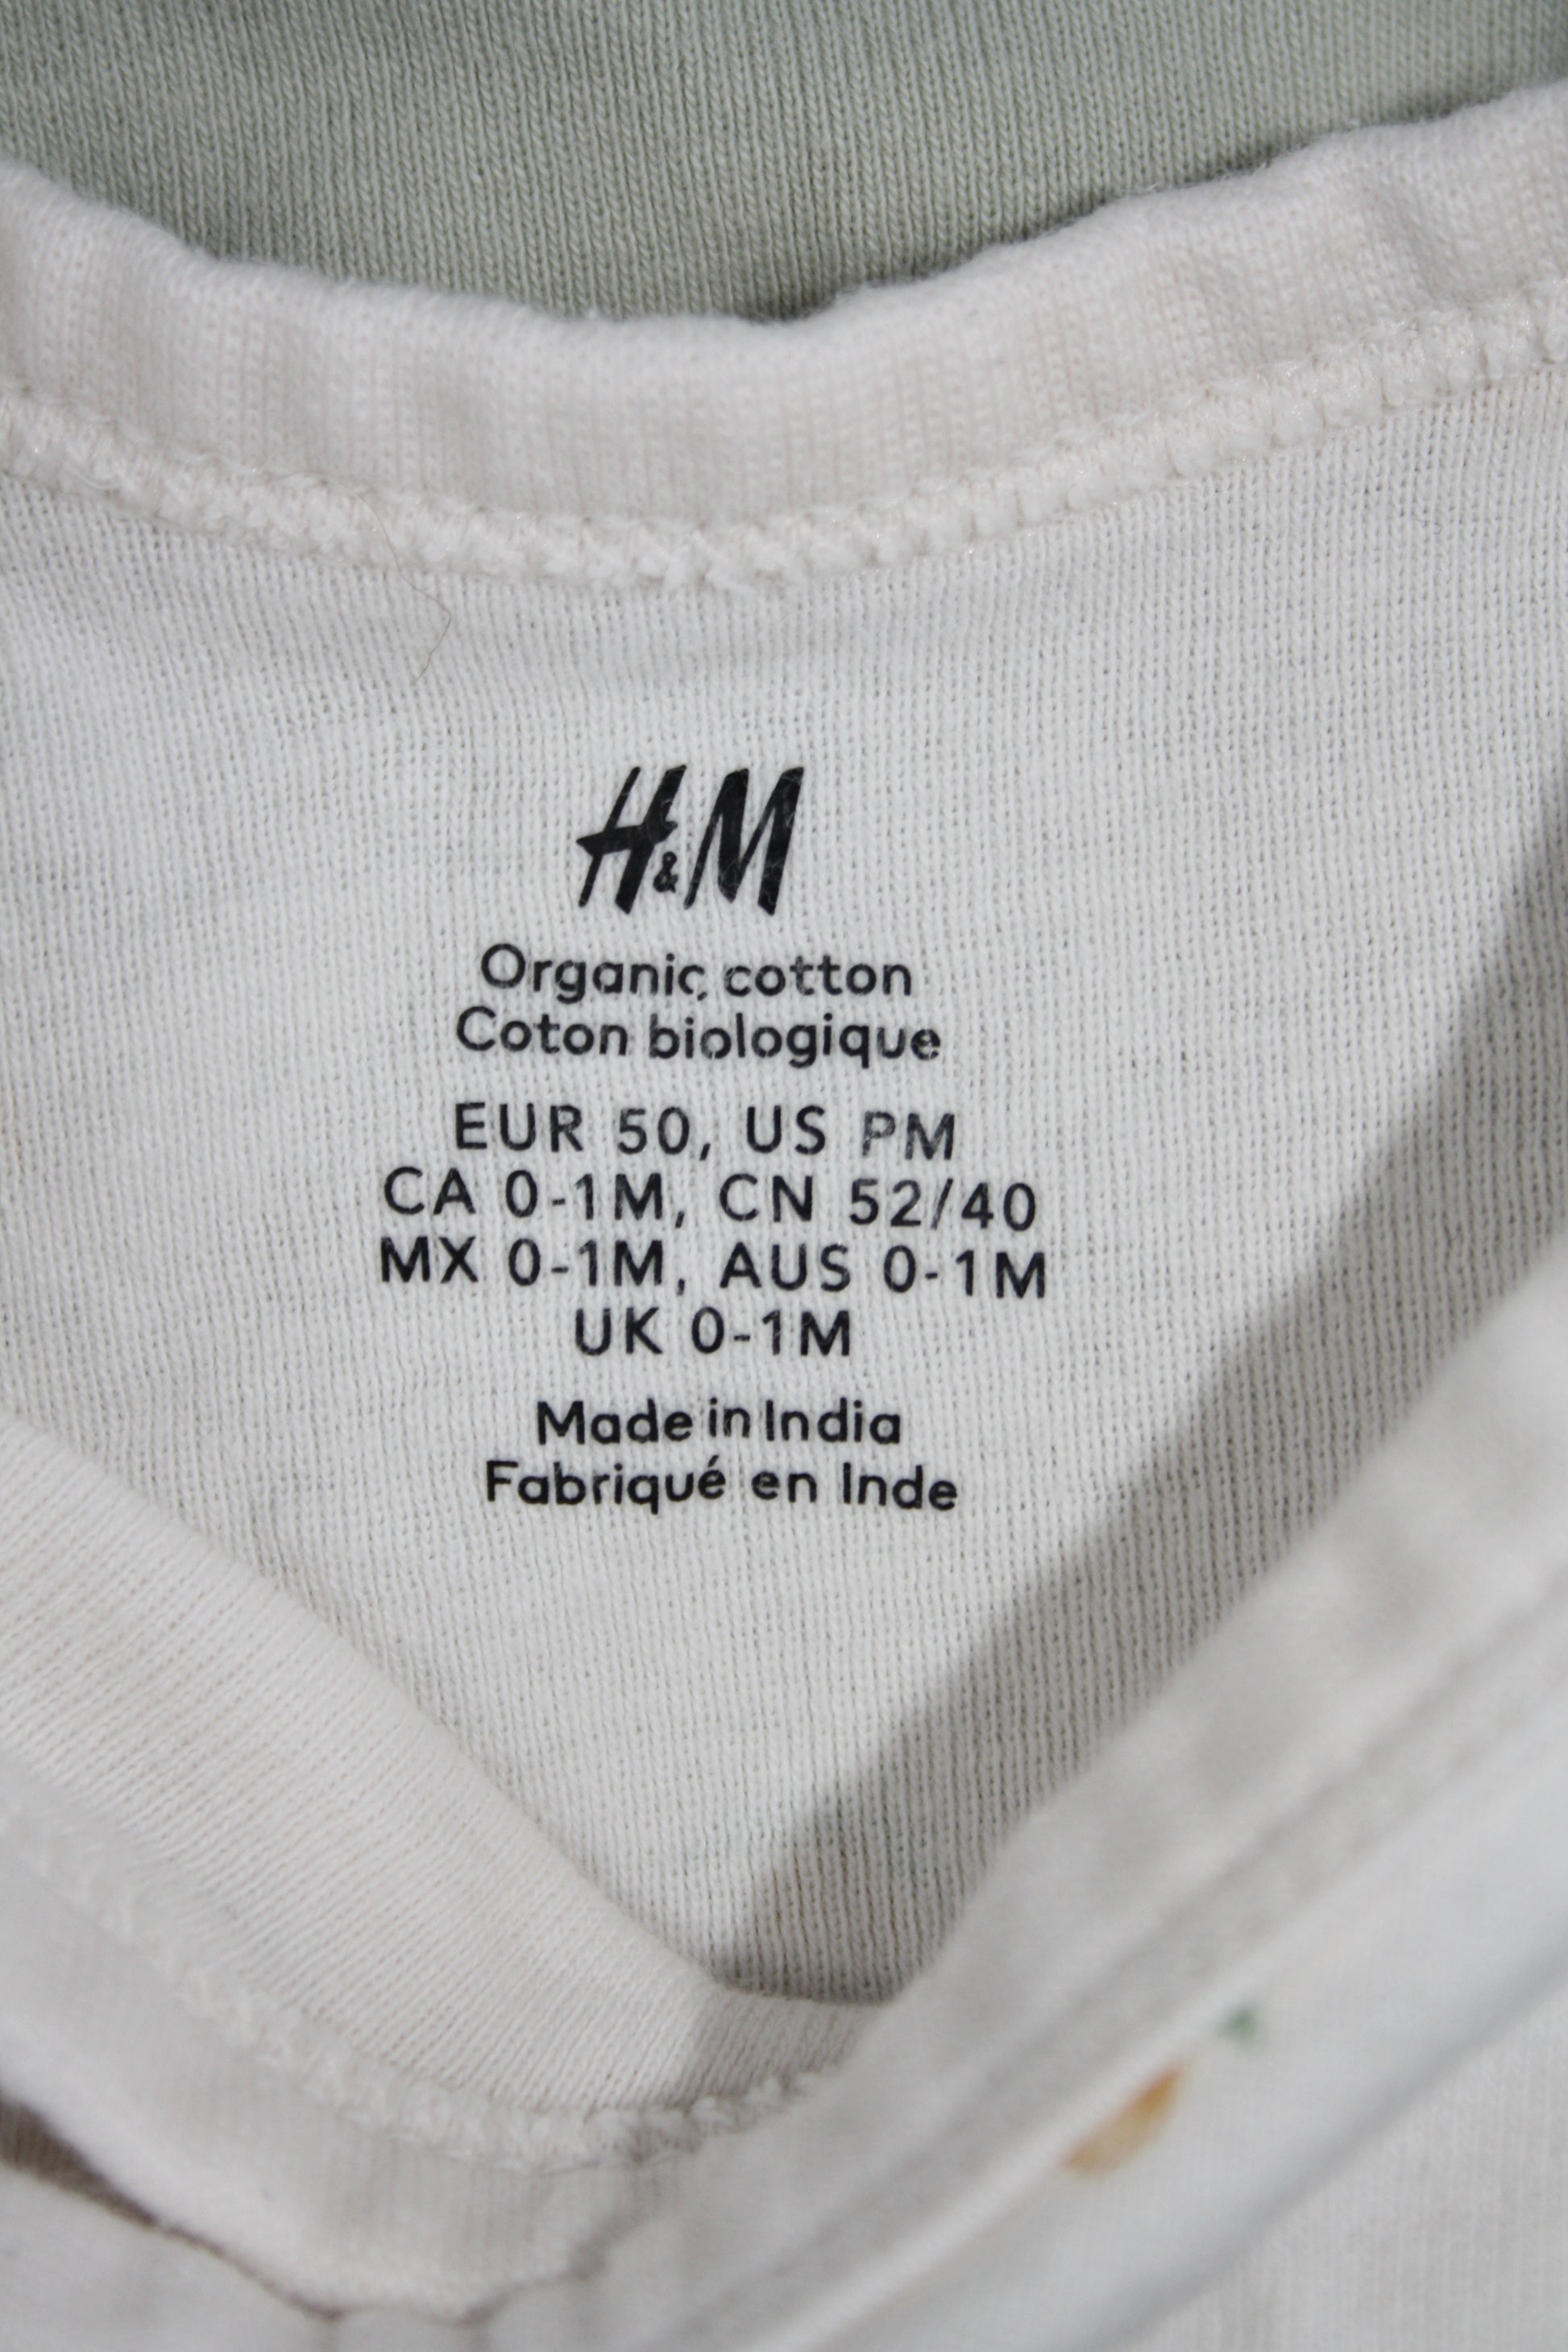 H&M
Organic cotton
Coton biologique
EUR 50, US PM
CA 0-1M, CN 52/40
MX 0-1M, AUS 0-1M
UK 0-1M
Made in India
Fabriqué en Inde